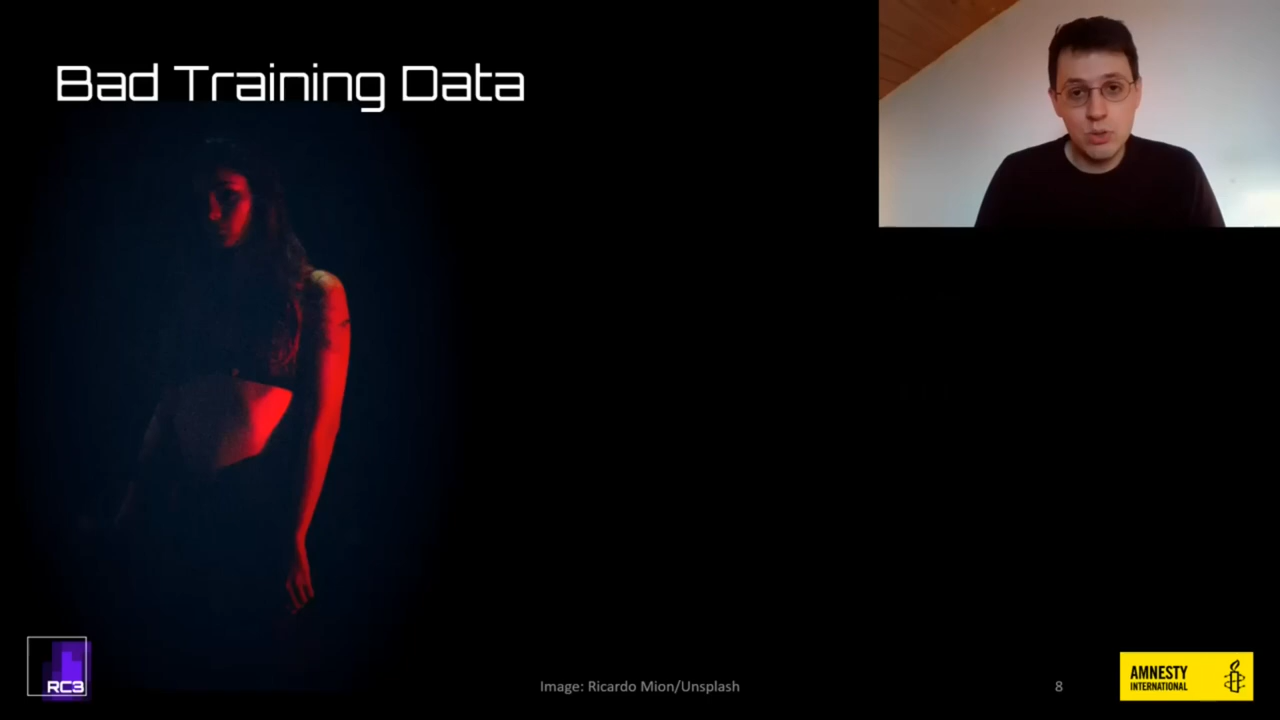 Bad Training Data
RC3
Image: Ricardo Mion/Unsplash
8
AMNESTY
INTERNATIONAL